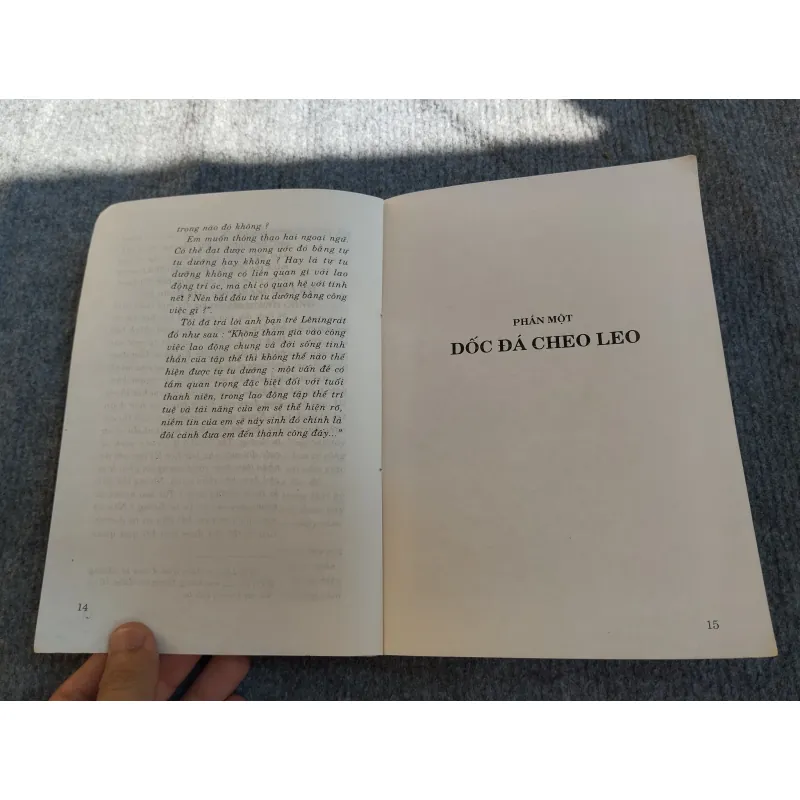 trọng nào đó không ?
Em muốn thông thạo hai ngoại ngữ.
Có thể đạt được mong ước đó bằng tự
tu dưỡng hay không ? Hay là tự tu
dưỡng không có liên quan gì với lao
động trí óc, mà chỉ có quan hệ với tính
nết ? Nên bắt đầu tự tu dưỡng bằng công
việc gì ?".
Tôi đã trả lời anh bạn trẻ Lêningrát
đó như sau : "Không tham gia vào công
việc lao động chung và đời sống tinh
thần của tập thể thì không thể nào thể
hiện được tự tu dưỡng : một vấn đề có
tầm quan trọng đặc biệt đối với tuổi
thanh niên, trong lao động tập thể trí
tuệ và tài năng của em sẽ thể hiện rõ,
niềm tin của em sẽ nảy sinh đó chính là
đôi cánh đưa em đến thành công đấy..."
14
PHẦN MỘT
DỐC ĐÁ CHEO LEO
15